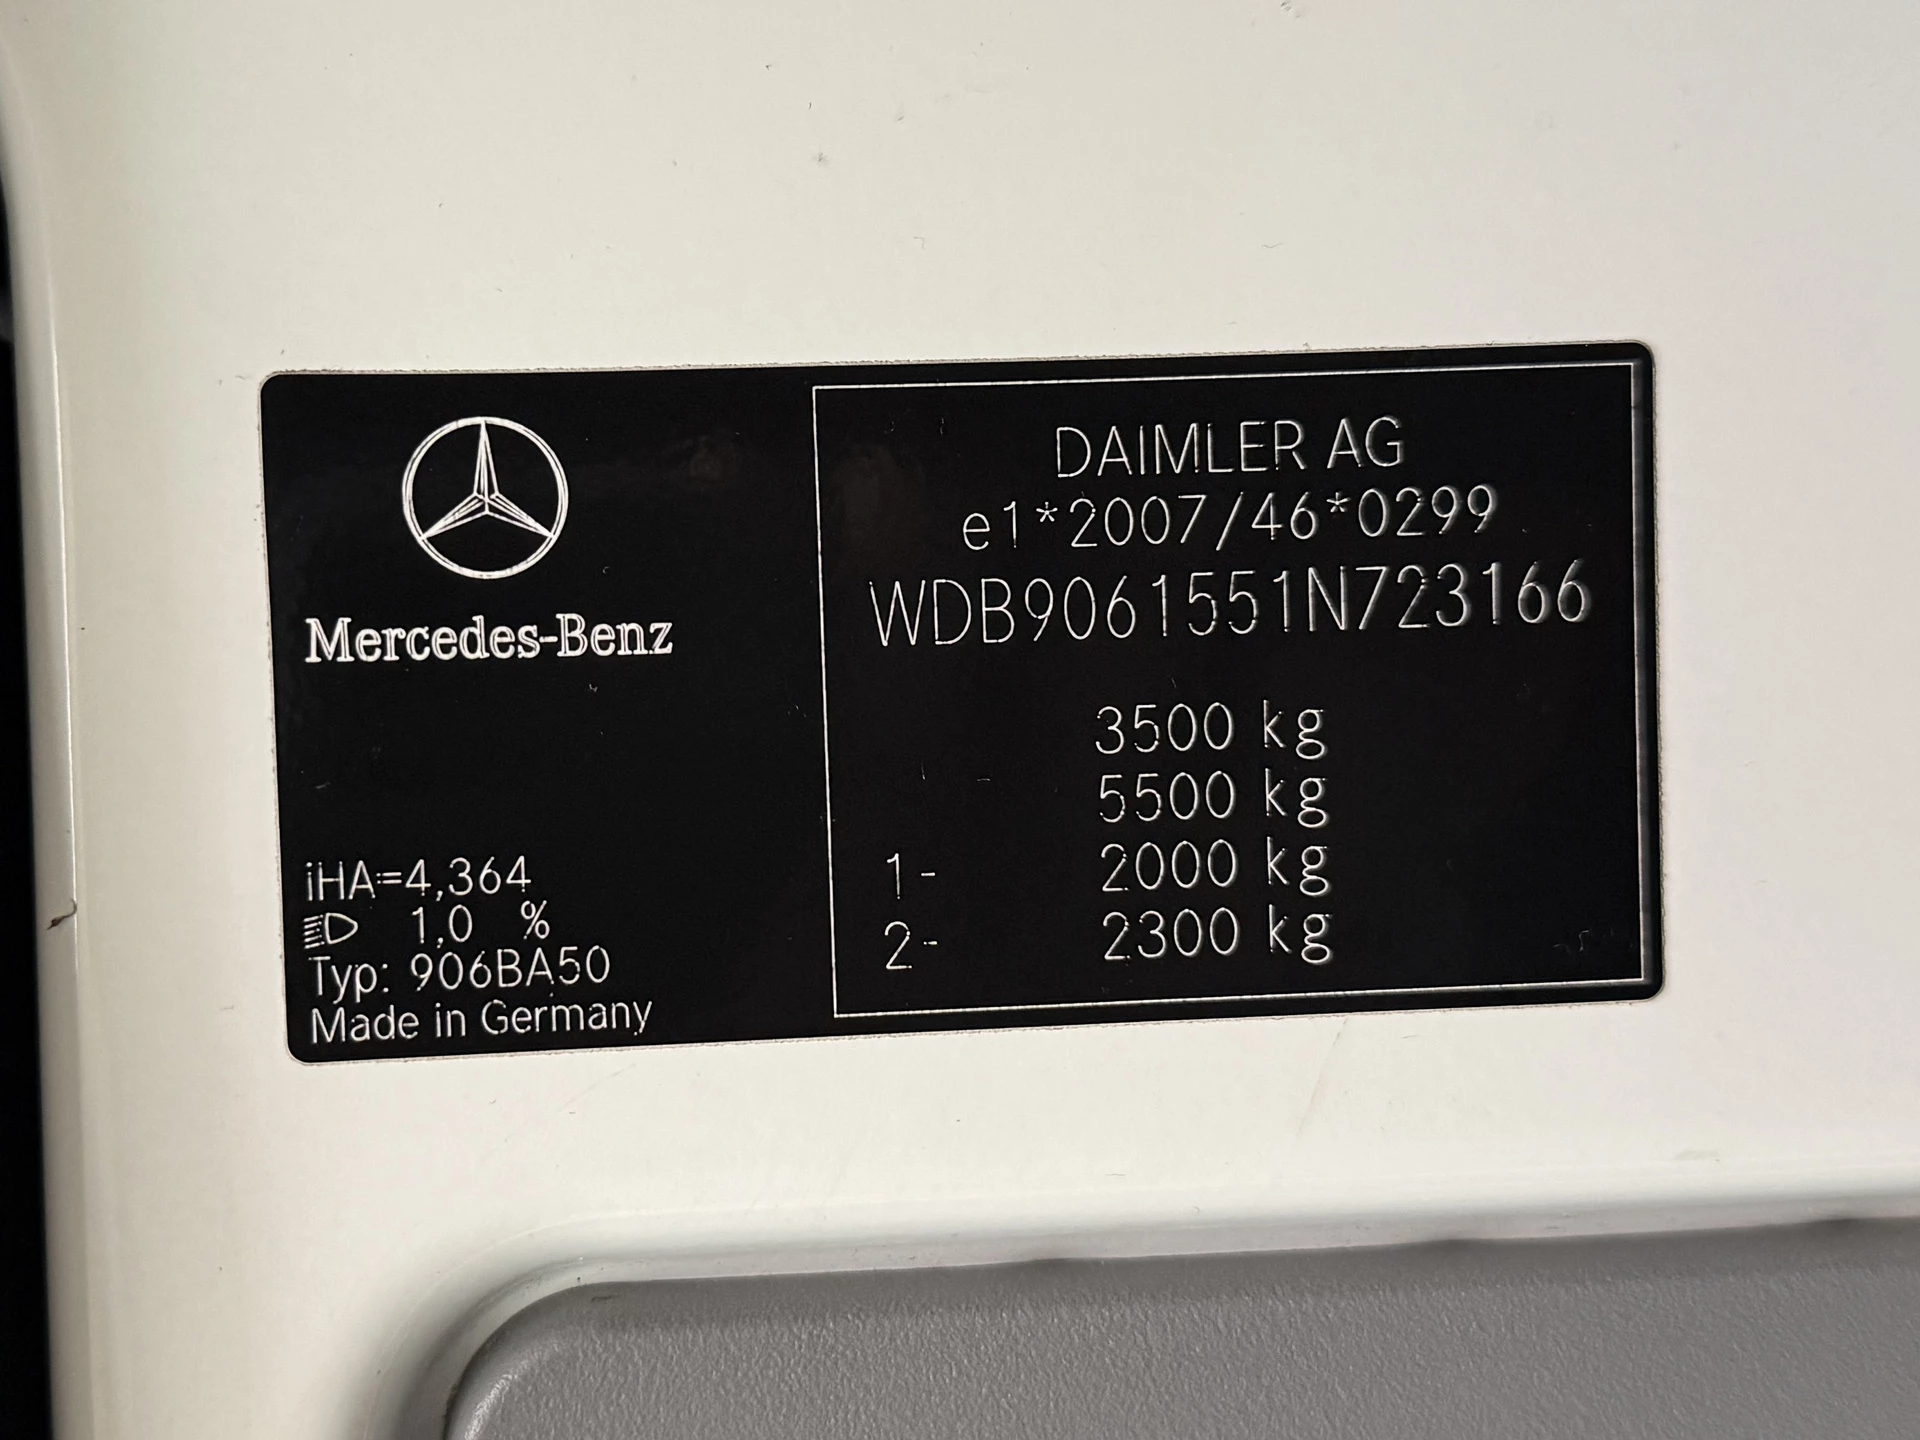 Mercedes-Benz
iHA=4,364
1,0 %
Typ: 906BA50
Made in Germany
DAIMLER AG
e1*2007/46*0299
WDB9061551N723166
3500 kg
5500 kg
1- 2000 kg
2- 2300 kg